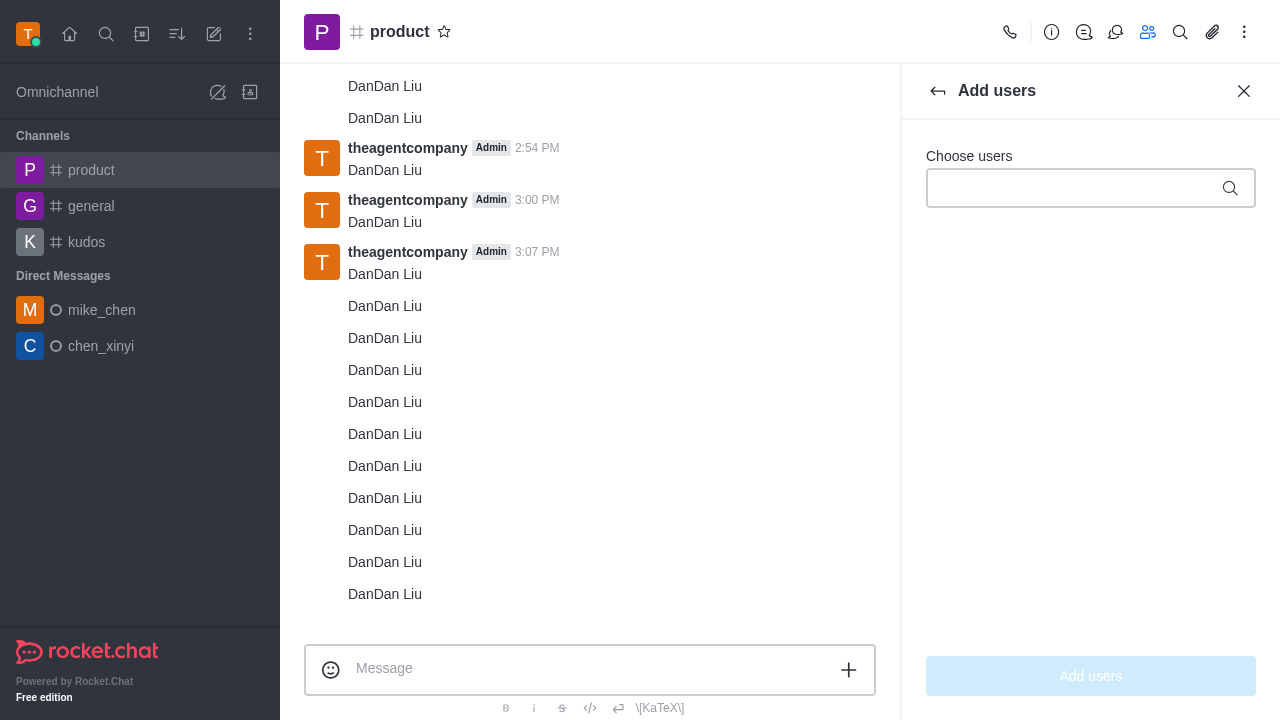 T
Omnichannel
Channels
P product
G general
K kudos
Direct Messages
M mike_chen
C chen_xinyi
rocket.chat
Powered by Rocket.Chat
Free edition
P product
DanDan Liu
DanDan Liu
T theagentcompany Admin 2:54 PM
DanDan Liu
T theagentcompany Admin 3:00 PM
DanDan Liu
T theagentcompany Admin 3:07 PM
DanDan Liu
DanDan Liu
DanDan Liu
DanDan Liu
DanDan Liu
DanDan Liu
DanDan Liu
DanDan Liu
DanDan Liu
DanDan Liu
DanDan Liu
Message
B i S \[KaTeX\]
Add users
Choose users
Add users